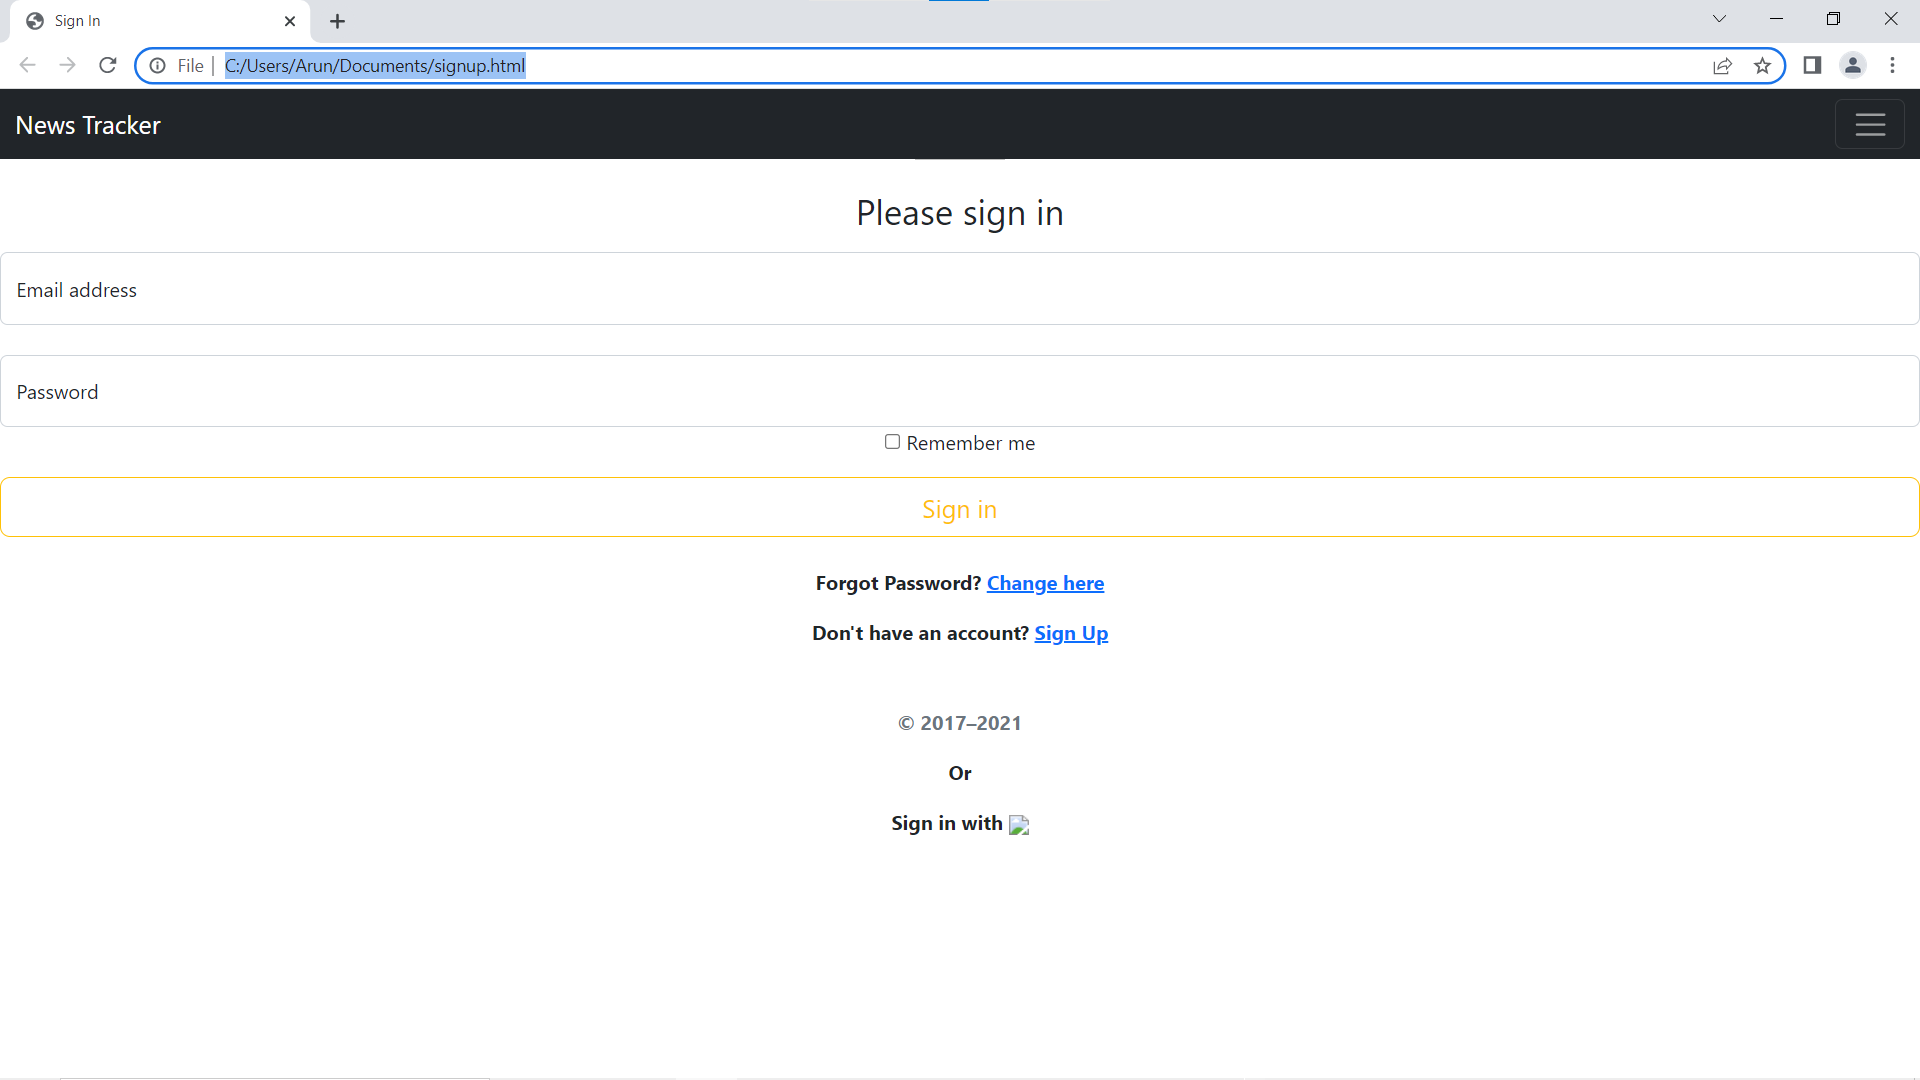 Sign In
File | C:/Users/Arun/Documents/signup.html
News Tracker
Please sign in
Email address
Password
Remember me
Sign in
Forgot Password? Change here
Don't have an account? Sign Up
© 2017–2021
Or
Sign in with